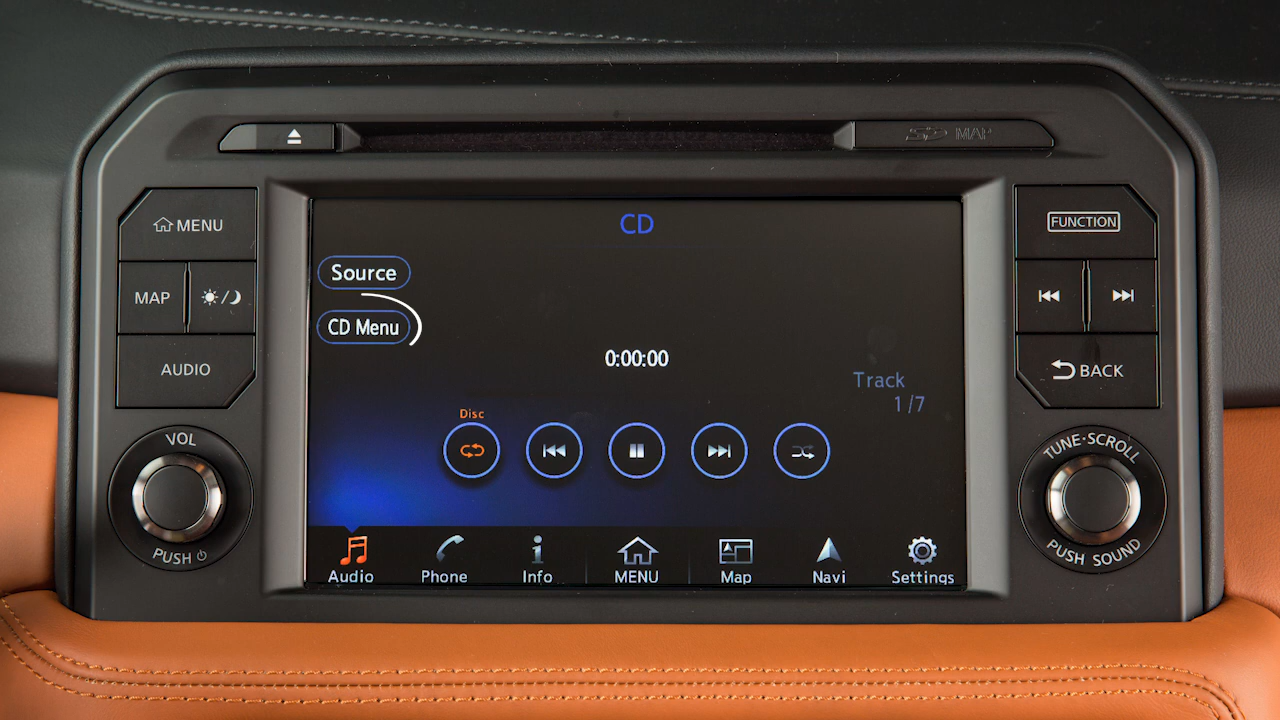 SD MAP
MENU
FUNCTION
CD
Source
MAP
CD Menu
0:00:00
AUDIO
BACK
Track
1/7
Disc
VOL
PUSH
TUNE·SCROLL
PUSH SOUND
Audio
Phone
Info
MENU
Map
Navi
Settings